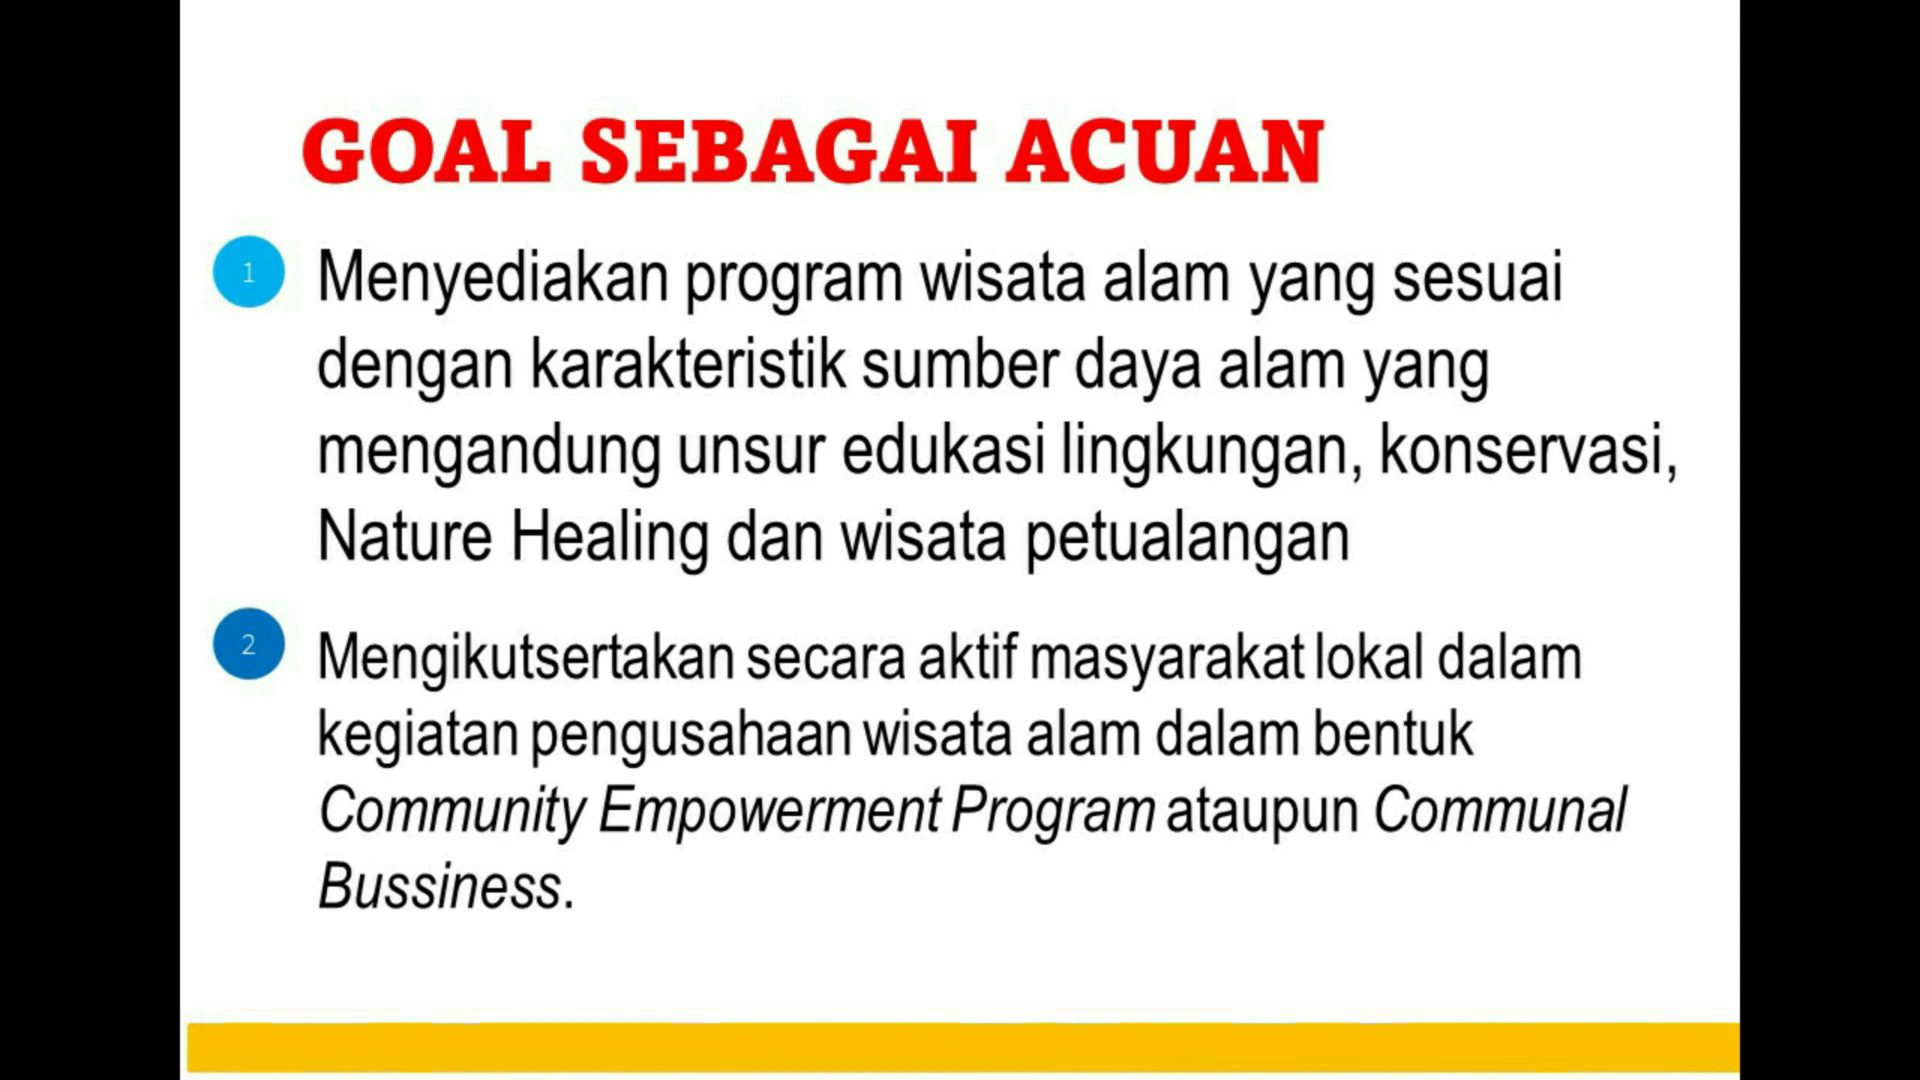 GOAL SEBAGAI ACUAN
1 Menyediakan program wisata alam yang sesuai
dengan karakteristik sumber daya alam yang
mengandung unsur edukasi lingkungan, konservasi,
Nature Healing dan wisata petualangan
2 Mengikutsertakan secara aktif masyarakat lokal dalam
kegiatan pengusahaan wisata alam dalam bentuk
Community Empowerment Program ataupun Communal
Bussiness.